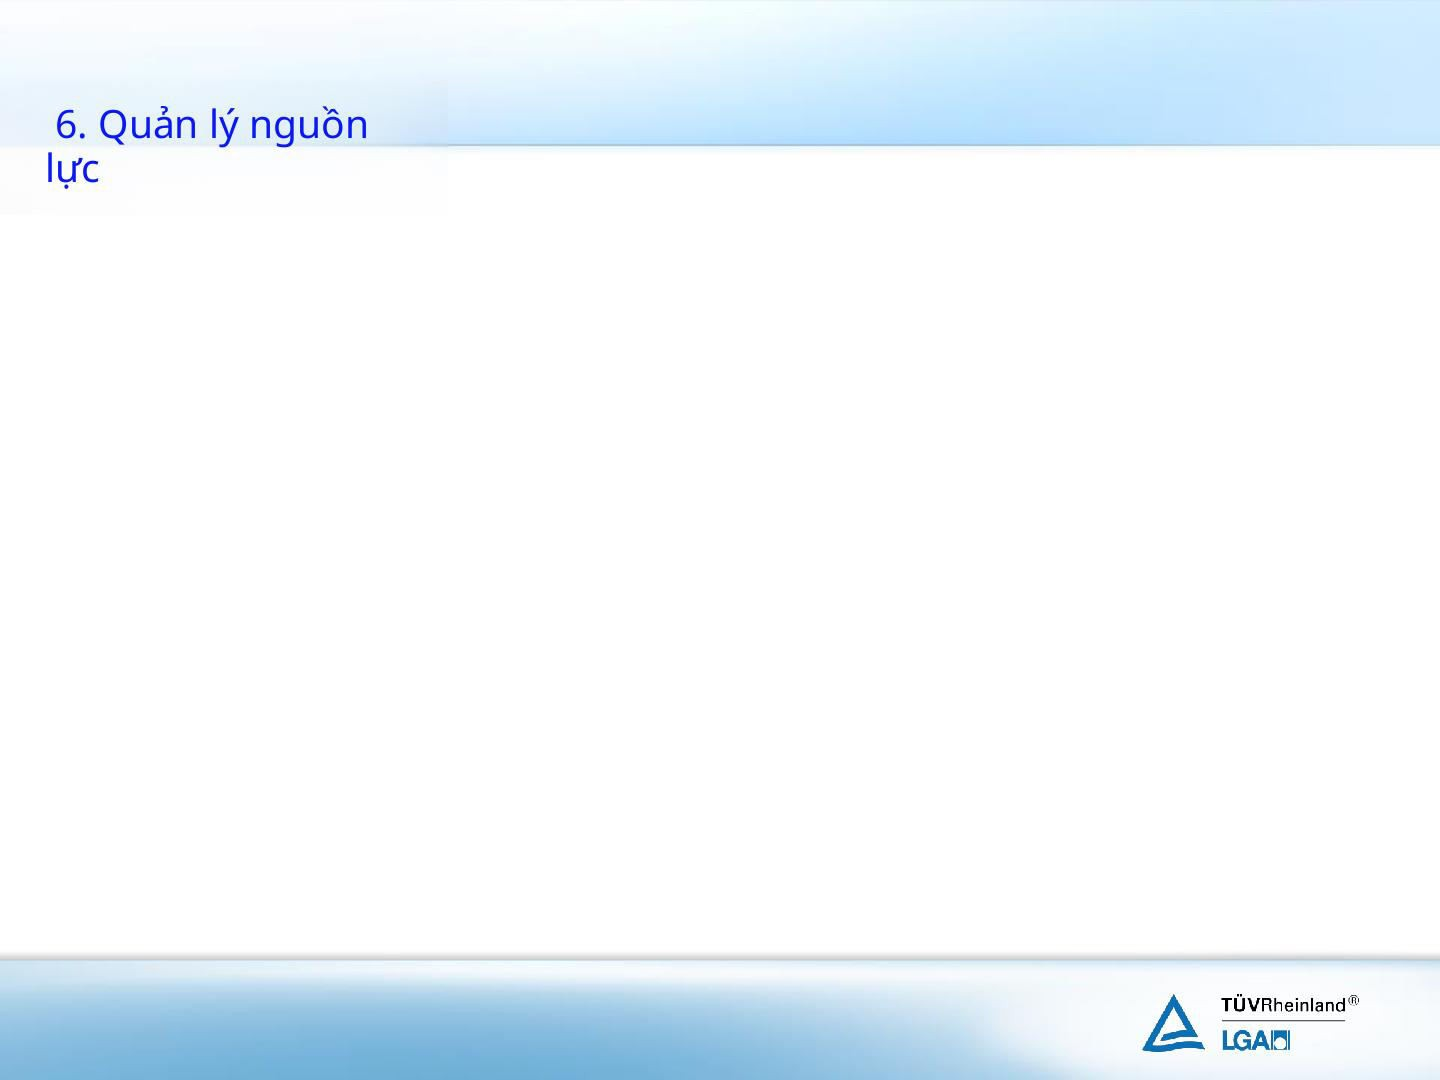 6. Quản lý nguồn
lực
TÜVRheinland®
LGA